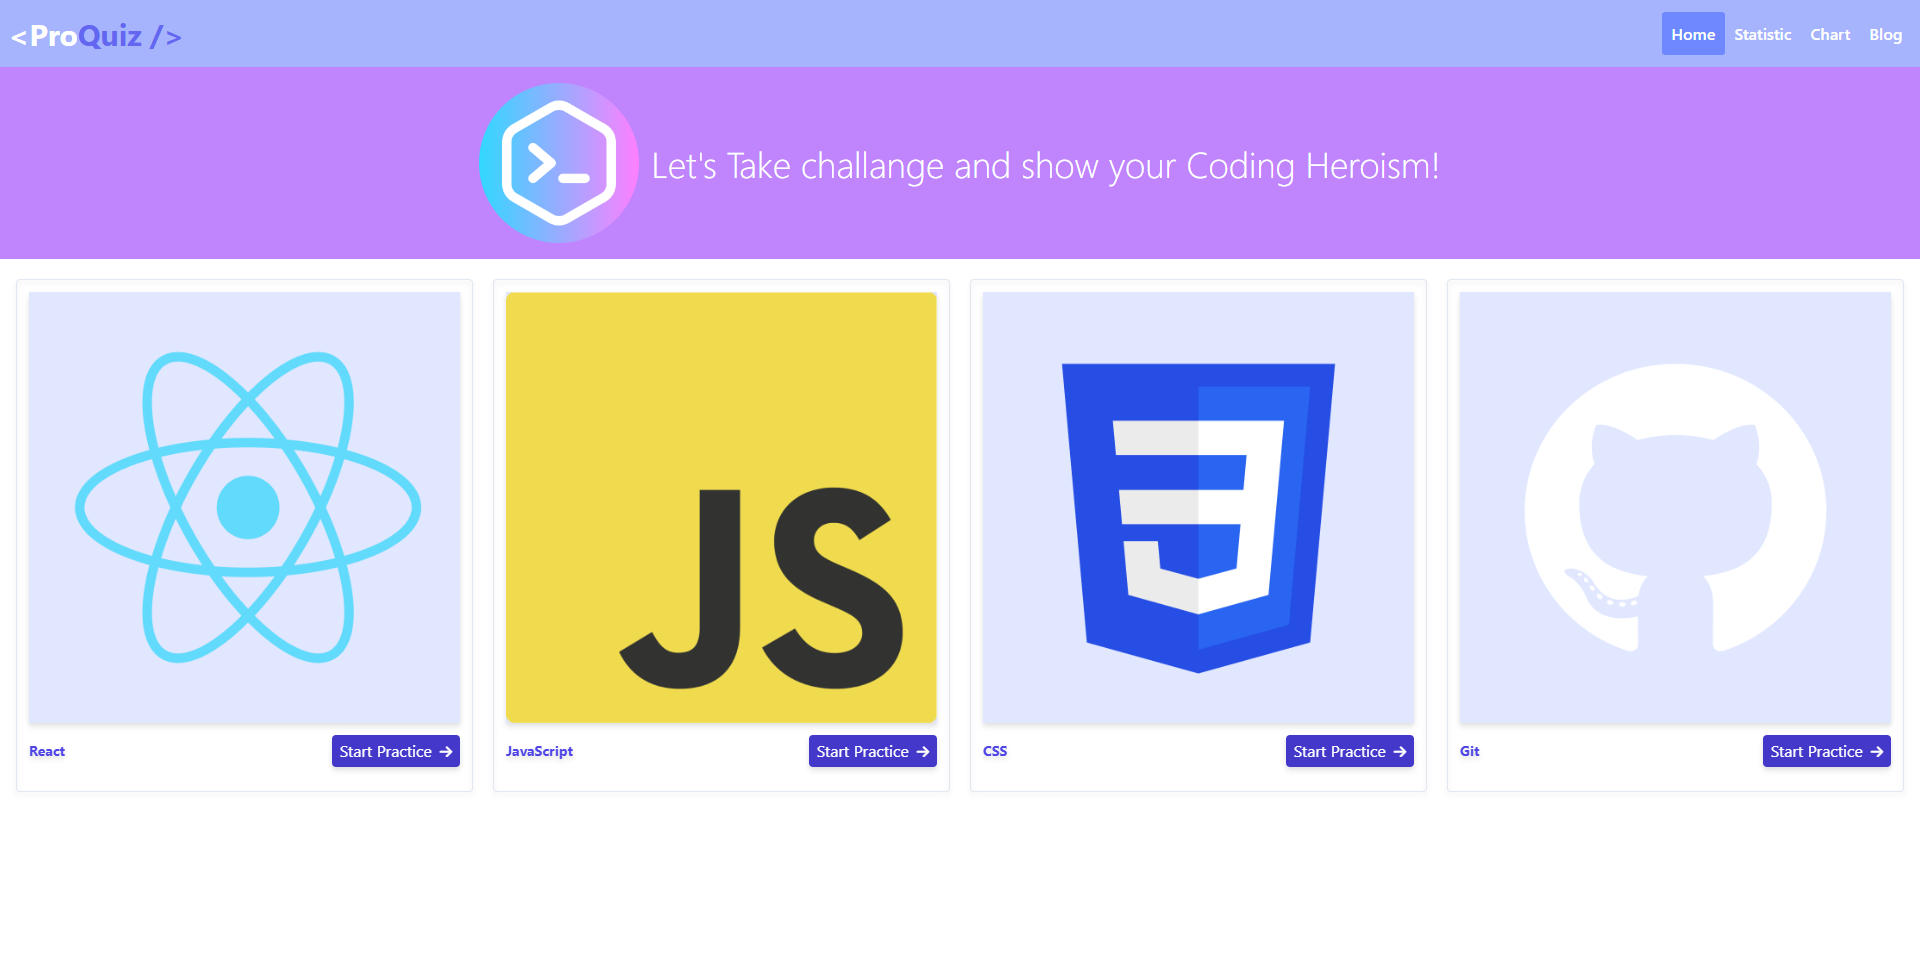 <ProQuiz />
Home Statistic Chart Blog
Let's Take challange and show your Coding Heroism!
JS
React Start Practice →
JavaScript Start Practice →
CSS Start Practice →
Git Start Practice →